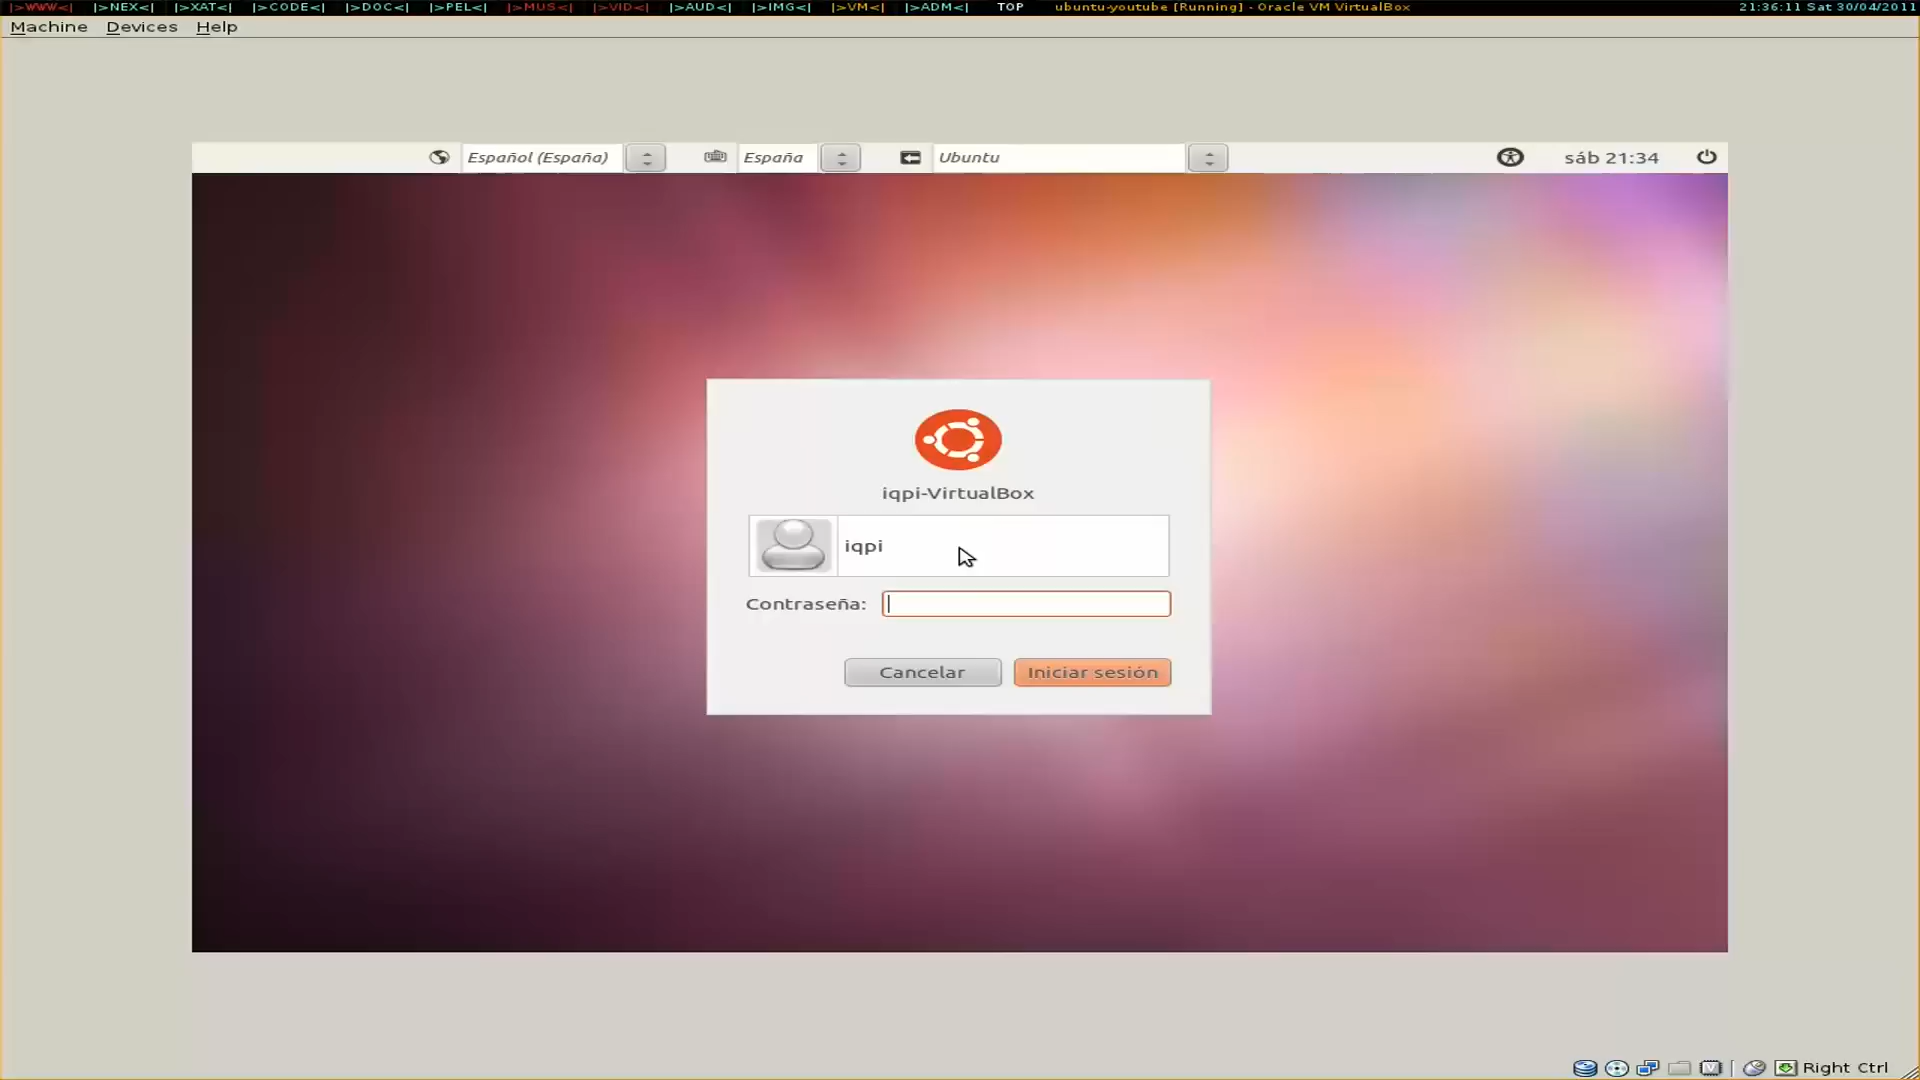 |>WWW<| |>NEX<| |>XAT<| |>CODE<| |>DOC<| |>PEL<| |>MUS<| |>VID<| |>AUD<| |>IMG<| |>VM<| |>ADM<| TOP ubuntu-youtube [Running] - Oracle VM VirtualBox 21:36:11 Sat 30/04/2011
Machine Devices Help
Español (España) España Ubuntu sáb 21:34
iqpi-VirtualBox
iqpi
Contraseña:
Cancelar Iniciar sesión
Right Ctrl